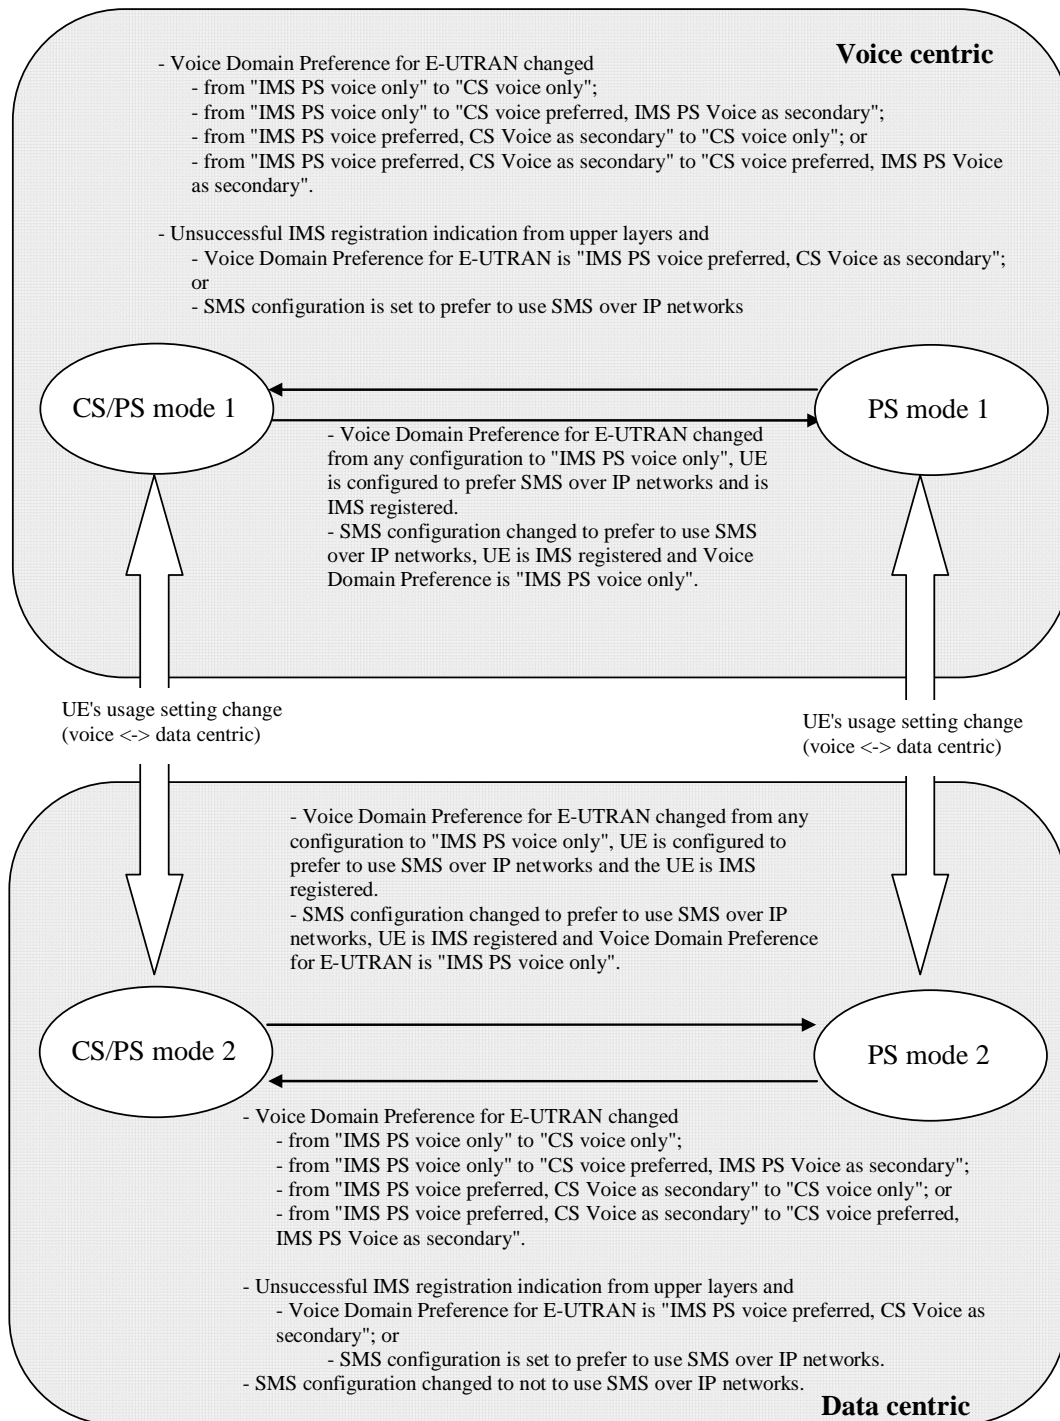 Voice centric
- Voice Domain Preference for E-UTRAN changed
- from "IMS PS voice only" to "CS voice only";
- from "IMS PS voice only" to "CS voice preferred, IMS PS Voice as secondary";
- from "IMS PS voice preferred, CS Voice as secondary" to "CS voice only"; or
- from "IMS PS voice preferred, CS Voice as secondary" to "CS voice preferred, IMS PS Voice
as secondary".
- Unsuccessful IMS registration indication from upper layers and
- Voice Domain Preference for E-UTRAN is "IMS PS voice preferred, CS Voice as secondary";
or
- SMS configuration is set to prefer to use SMS over IP networks
CS/PS mode 1
PS mode 1
- Voice Domain Preference for E-UTRAN changed
from any configuration to "IMS PS voice only", UE
is configured to prefer SMS over IP networks and is
IMS registered.
- SMS configuration changed to prefer to use SMS
over IP networks, UE is IMS registered and Voice
Domain Preference is "IMS PS voice only".
UE's usage setting change
(voice <-> data centric)
UE's usage setting change
(voice <-> data centric)
- Voice Domain Preference for E-UTRAN changed from any
configuration to "IMS PS voice only", UE is configured to
prefer to use SMS over IP networks and the UE is IMS
registered.
- SMS configuration changed to prefer to use SMS over IP
networks, UE is IMS registered and Voice Domain Preference
for E-UTRAN is "IMS PS voice only".
CS/PS mode 2
PS mode 2
- Voice Domain Preference for E-UTRAN changed
- from "IMS PS voice only" to "CS voice only";
- from "IMS PS voice only" to "CS voice preferred, IMS PS Voice as secondary";
- from "IMS PS voice preferred, CS Voice as secondary" to "CS voice only"; or
- from "IMS PS voice preferred, CS Voice as secondary" to "CS voice preferred,
IMS PS Voice as secondary".
- Unsuccessful IMS registration indication from upper layers and
- Voice Domain Preference for E-UTRAN is "IMS PS voice preferred, CS Voice as
secondary"; or
- SMS configuration is set to prefer to use SMS over IP networks.
- SMS configuration changed to not to use SMS over IP networks.
Data centric